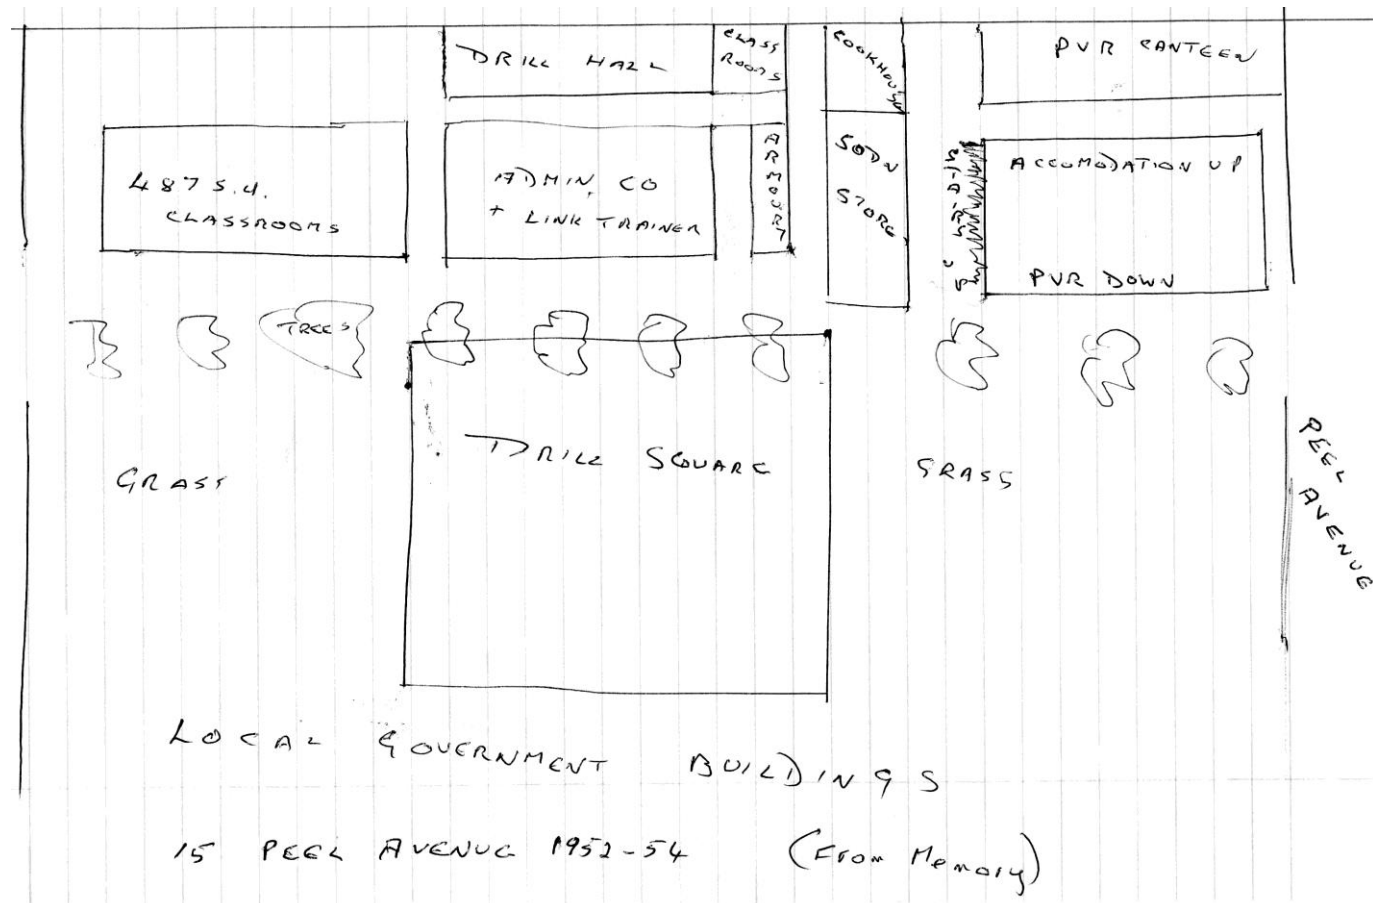 DRILL HALL
CLASS
ROOMS
COOKHOUSE
PVR CANTEEN
487 S.U.
CLASSROOMS
ADMIN, CO
+ LINK TRAINER
ARMOURY
SQDN
STORE
ACCOMODATION UP
PVR DOWN
TREES
GRASS
DRILL SQUARE
GRASS
PEEL
AVENUE
LOCAL GOVERNMENT BUILDINGS
15 PEEL AVENUE 1952-54 (From Memory)